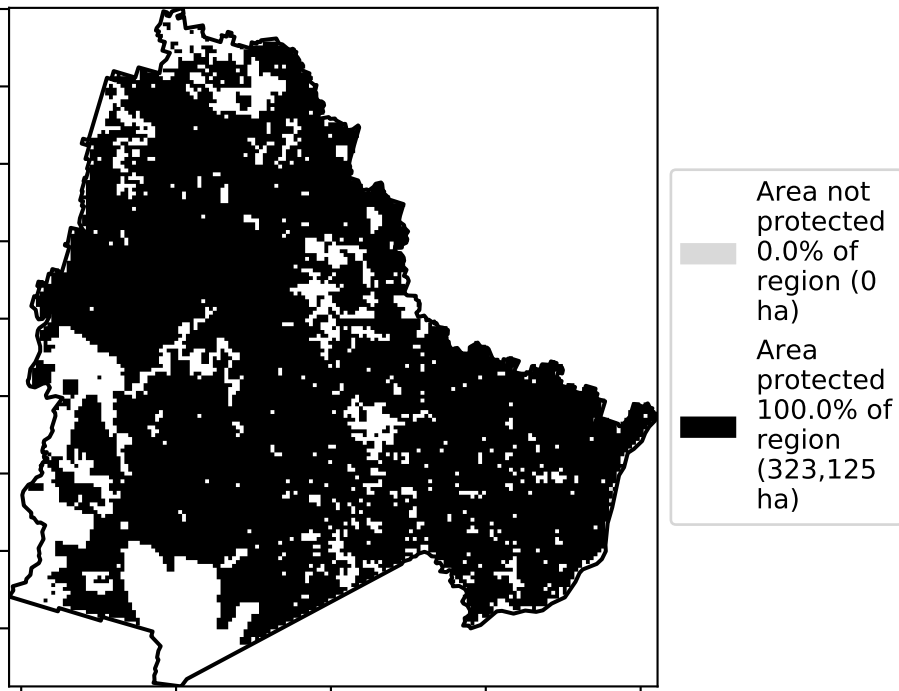 Area not
protected
0.0% of
region (0
ha)
Area
protected
100.0% of
region
(323,125
ha)